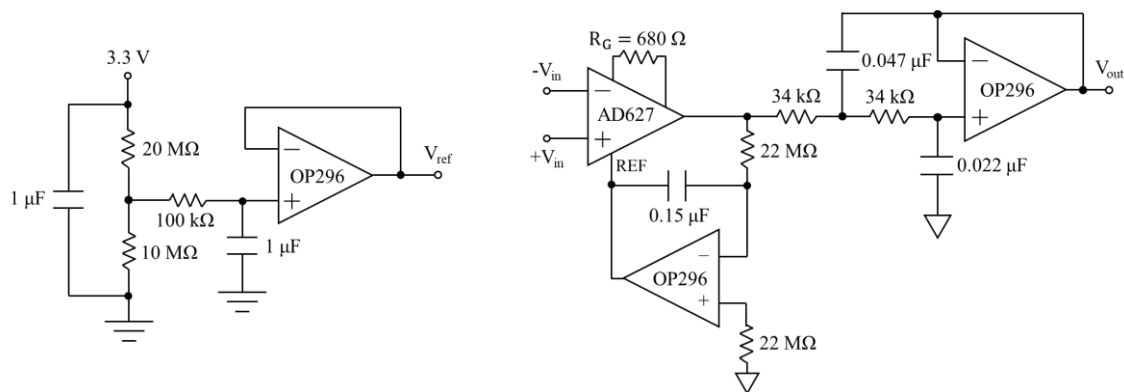 3.3 V
20 MΩ
1 μF
100 kΩ
10 MΩ
1 μF
−
+
OP296
V_ref
R_G = 680 Ω
-V_in
+V_in
−
+
AD627
REF
0.15 μF
22 MΩ
−
+
OP296
22 MΩ
34 kΩ
34 kΩ
0.047 μF
0.022 μF
−
+
OP296
V_out